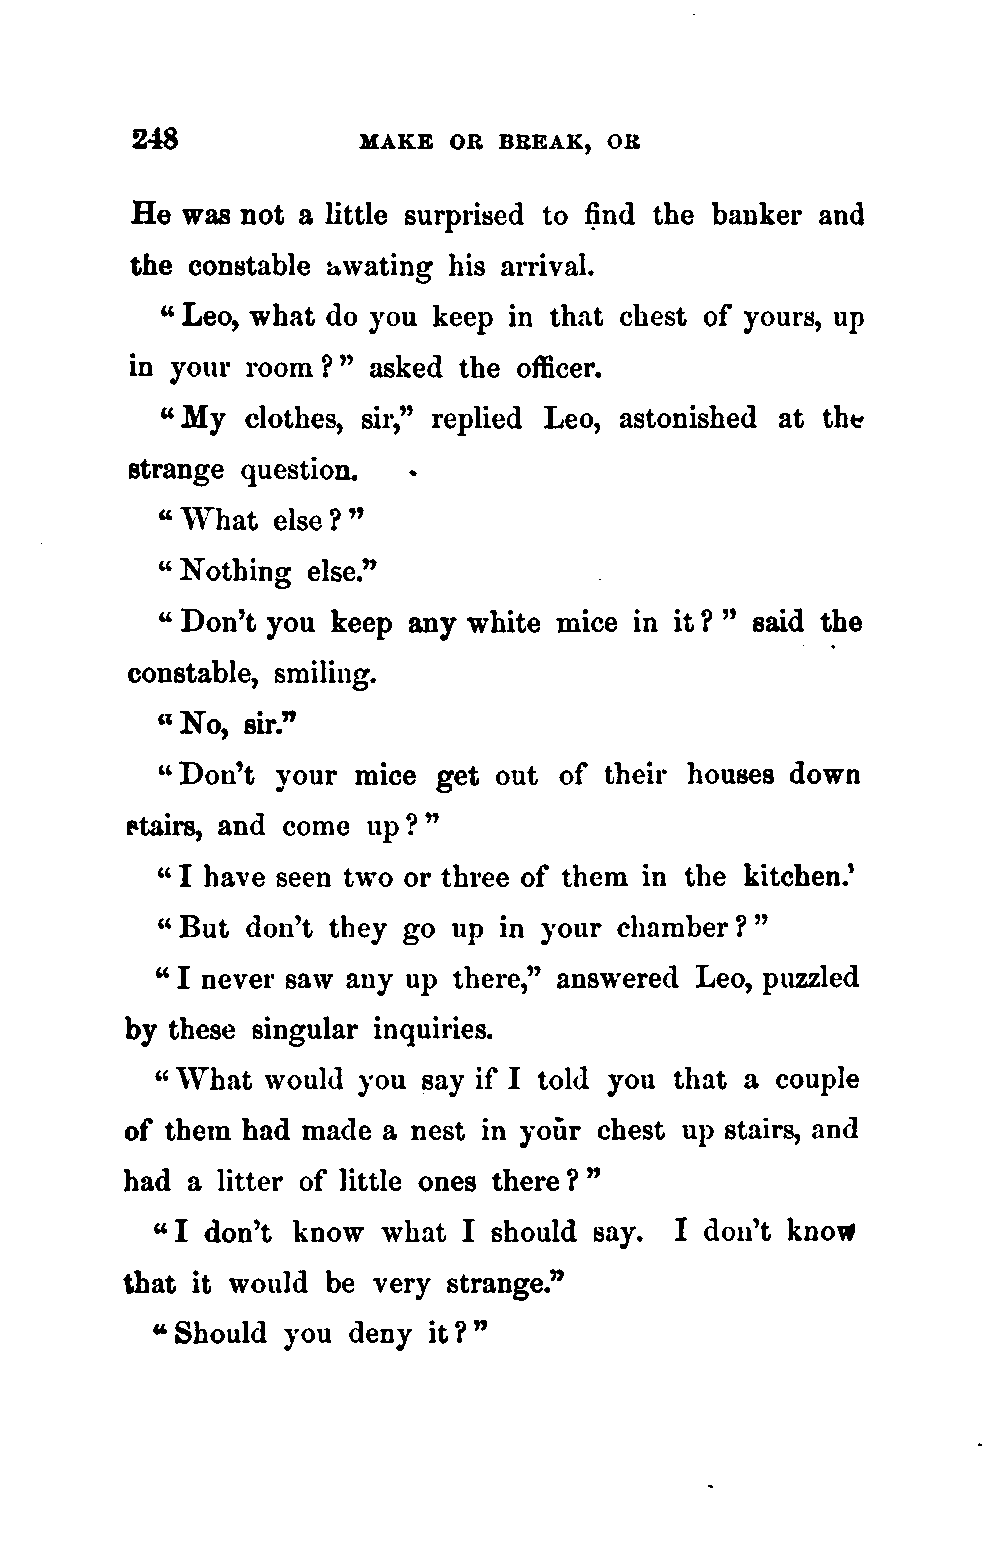 248 MAKE OR BREAK, OR
He was not a little surprised to find the banker and
the constable awating his arrival.
“Leo, what do you keep in that chest of yours, up
in your room?” asked the officer.
“My clothes, sir,” replied Leo, astonished at the
strange question.
“What else?”
“Nothing else.”
“Don’t you keep any white mice in it?” said the
constable, smiling.
“No, sir.”
“Don’t your mice get out of their houses down
stairs, and come up?”
“I have seen two or three of them in the kitchen.’
“But don’t they go up in your chamber?”
“I never saw any up there,” answered Leo, puzzled
by these singular inquiries.
“What would you say if I told you that a couple
of them had made a nest in your chest up stairs, and
had a litter of little ones there?”
“I don’t know what I should say. I don’t know
that it would be very strange.”
“Should you deny it?”